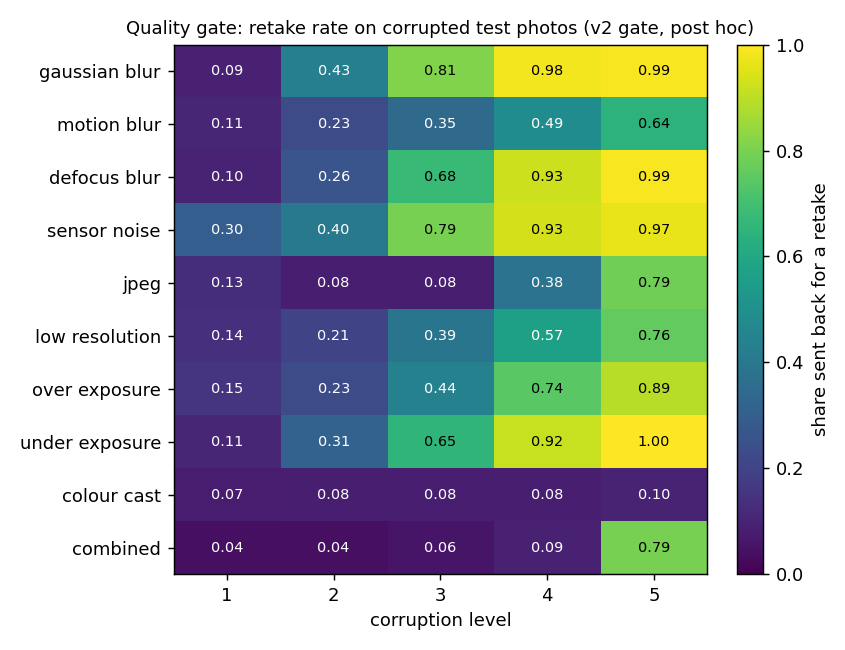 Quality gate: retake rate on corrupted test photos (v2 gate, post hoc)
gaussian blur 0.09 0.43 0.81 0.98 0.99
motion blur 0.11 0.23 0.35 0.49 0.64
defocus blur 0.10 0.26 0.68 0.93 0.99
sensor noise 0.30 0.40 0.79 0.93 0.97
jpeg 0.13 0.08 0.08 0.38 0.79
low resolution 0.14 0.21 0.39 0.57 0.76
over exposure 0.15 0.23 0.44 0.74 0.89
under exposure 0.11 0.31 0.65 0.92 1.00
colour cast 0.07 0.08 0.08 0.08 0.10
combined 0.04 0.04 0.06 0.09 0.79
1 2 3 4 5
corruption level
1.0
0.8
0.6
0.4
0.2
0.0
share sent back for a retake